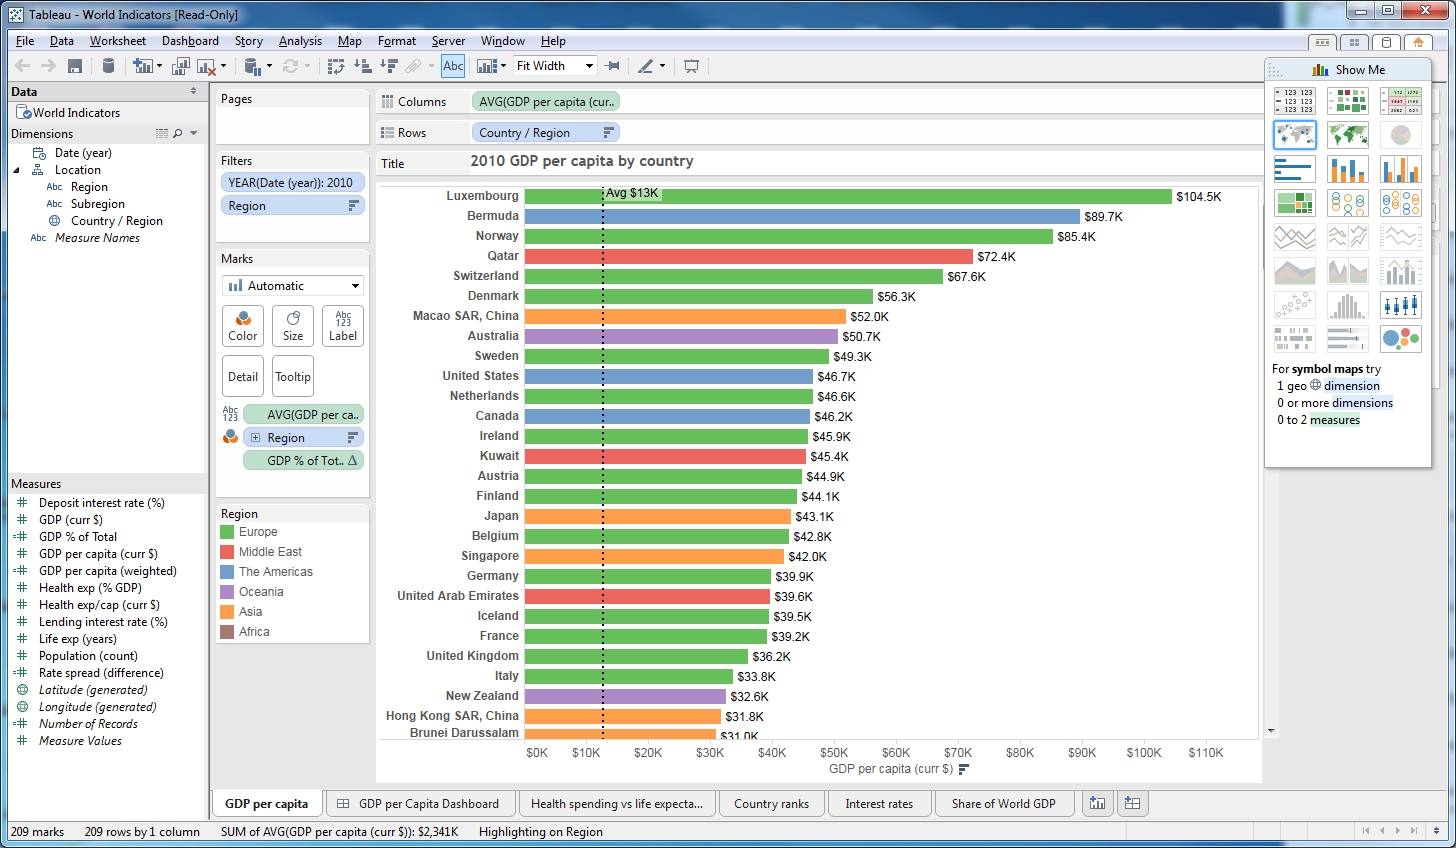 Tableau - World Indicators [Read-Only]
File Data Worksheet Dashboard Story Analysis Map Format Server Window Help
Abc Fit Width
Data
World Indicators
Dimensions
Date (year)
Location
Abc Region
Abc Subregion
Country / Region
Abc Measure Names
Measures
Deposit interest rate (%)
GDP (curr $)
GDP % of Total
GDP per capita (curr $)
GDP per capita (weighted)
Health exp (% GDP)
Health exp/cap (curr $)
Lending interest rate (%)
Life exp (years)
Population (count)
Rate spread (difference)
Latitude (generated)
Longitude (generated)
Number of Records
Measure Values
Pages
Filters
YEAR(Date (year)): 2010
Region
Marks
Automatic
Color Size Abc 123 Label
Detail Tooltip
Abc 123 AVG(GDP per ca..
Region
GDP % of Tot.. Δ
Region
Europe
Middle East
The Americas
Oceania
Asia
Africa
Columns AVG(GDP per capita (cur..
Rows Country / Region
Title 2010 GDP per capita by country
Avg $13K
Luxembourg $104.5K
Bermuda $89.7K
Norway $85.4K
Qatar $72.4K
Switzerland $67.6K
Denmark $56.3K
Macao SAR, China $52.0K
Australia $50.7K
Sweden $49.3K
United States $46.7K
Netherlands $46.6K
Canada $46.2K
Ireland $45.9K
Kuwait $45.4K
Austria $44.9K
Finland $44.1K
Japan $43.1K
Belgium $42.8K
Singapore $42.0K
Germany $39.9K
United Arab Emirates $39.6K
Iceland $39.5K
France $39.2K
United Kingdom $36.2K
Italy $33.8K
New Zealand $32.6K
Hong Kong SAR, China $31.8K
Brunei Darussalam $31.0K
$0K $10K $20K $30K $40K $50K $60K $70K $80K $90K $100K $110K
GDP per capita (curr $)
Show Me
123 123
123 123
123 123
For symbol maps try
1 geo dimension
0 or more dimensions
0 to 2 measures
GDP per capita GDP per Capita Dashboard Health spending vs life expecta... Country ranks Interest rates Share of World GDP
209 marks 209 rows by 1 column SUM of AVG(GDP per capita (curr $)): $2,341K Highlighting on Region